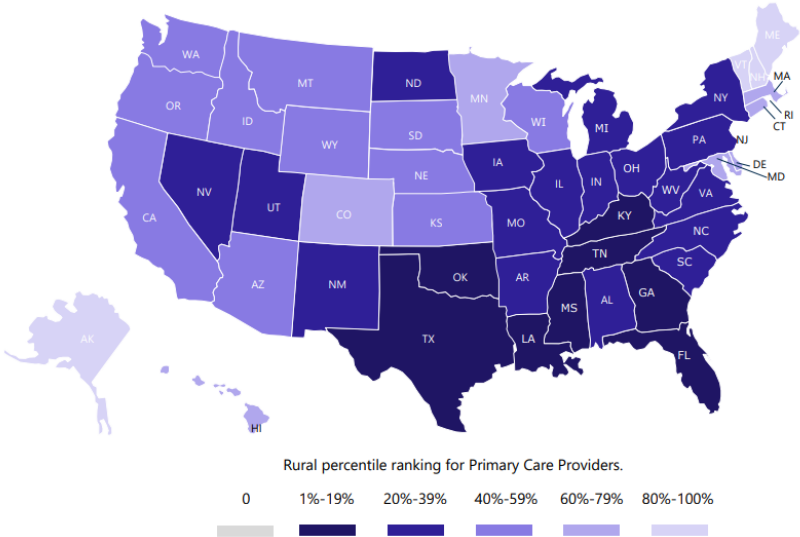 ME
WA
VT
NH
MA
MT
ND
MN
NY
RI
OR
ID
SD
WI
MI
CT
WY
PA
NJ
IA
NE
OH
DE
MD
NV
IL
IN
WV
VA
UT
CO
CA
KS
MO
KY
NC
TN
SC
AZ
NM
OK
AR
AL
GA
MS
AK
TX
LA
FL
HI
Rural percentile ranking for Primary Care Providers.
0 1%-19% 20%-39% 40%-59% 60%-79% 80%-100%